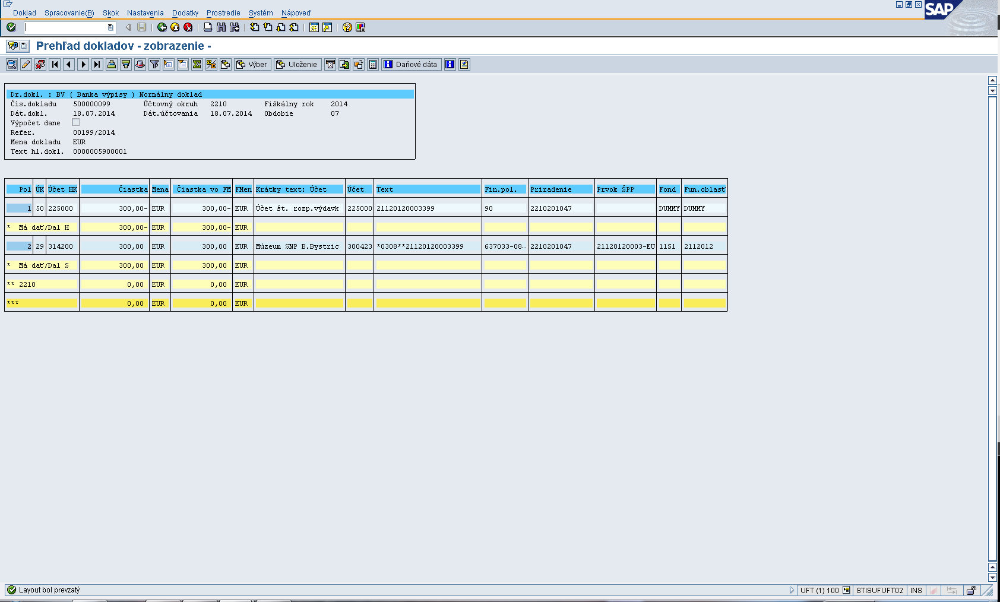 Doklad Spracovanie(B) Skok Nastavenia Dodatky Prostredie Systém Nápoveď
SAP
Prehľad dokladov - zobrazenie -
Výber Uloženie Daňové dáta
Dr.dokl. : BV ( Banka výpisy ) Normálny doklad
Čís.dokladu 500000099 Účtovný okruh 2210 Fiškálny rok 2014
Dát.dokl. 18.07.2014 Dát.účtovania 18.07.2014 Obdobie 07
Výpočet dane
Refer. 00199/2014
Mena dokladu EUR
Text hl.dokl. 0000005900001
Pol ÚK Účet HK Čiastka Mena Čiastka vo FM FMen Krátky text: Účet Účet Text Fin.pol. Priradenie Prvok ŠPP Fond Fun.oblasť
1 50 225000 300,00- EUR 300,00- EUR Účet št. rozp.výdavk 225000 21120120003399 90 2210201047 DUMMY DUMMY
* Má dať/Dal H 300,00- EUR 300,00- EUR
2 29 314200 300,00 EUR 300,00 EUR Múzeum SNP B.Bystric 300423 *0308**21120120003399 637033-08… 2210201047 21120120003-EU 11S1 2112012
* Má dať/Dal S 300,00 EUR 300,00 EUR
** 2210 0,00 EUR 0,00 EUR
*** 0,00 EUR 0,00 EUR
Layout bol prevzatý UFT (1) 100 STISUFUFT02 INS